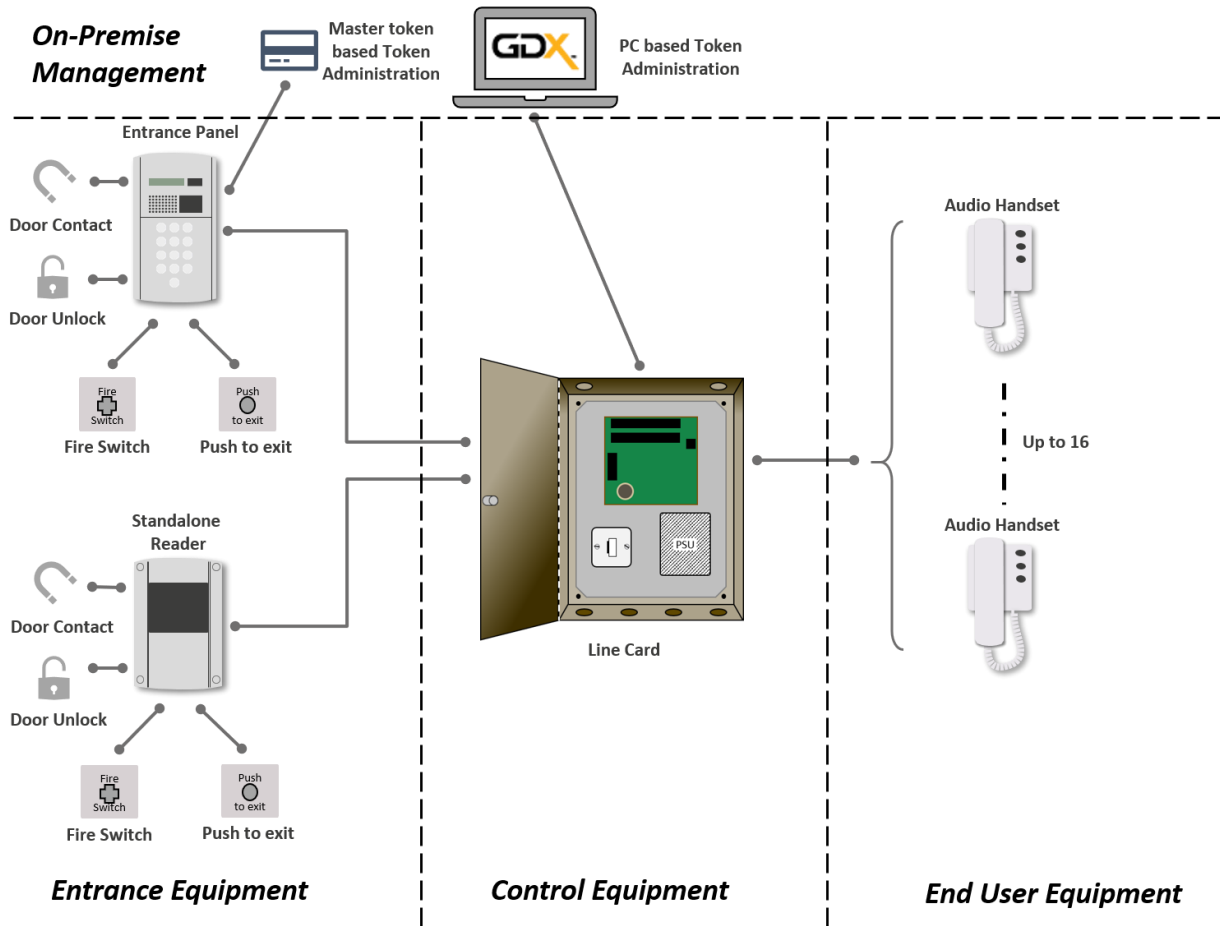 On-Premise
Management
Master token
based Token
Administration
GDX
PC based Token
Administration
Entrance Panel
Door Contact
Door Unlock
Fire
Switch
Fire Switch
Push
to exit
Push to exit
Standalone
Reader
Door Contact
Door Unlock
Fire
Switch
Fire Switch
Push
to exit
Push to exit
Entrance Equipment
PSU
Line Card
Control Equipment
Audio Handset
Up to 16
Audio Handset
End User Equipment